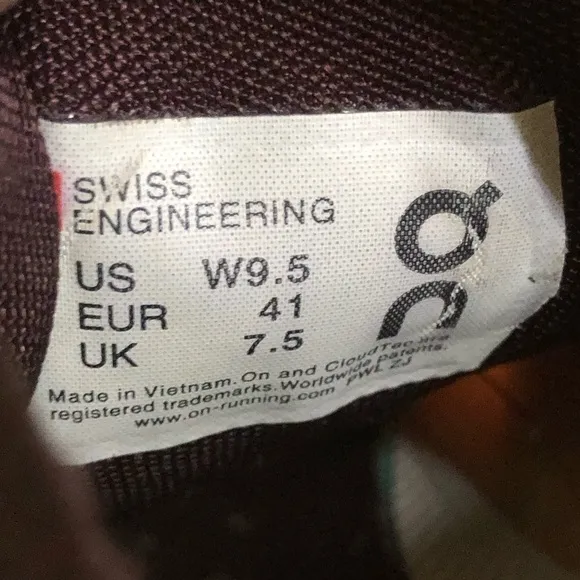 SWISS
ENGINEERING
US W9.5
EUR 41
UK 7.5
Made in Vietnam. On and CloudTec are
registered trademarks. Worldwide patents.
www.on-running.com PWL ZJ